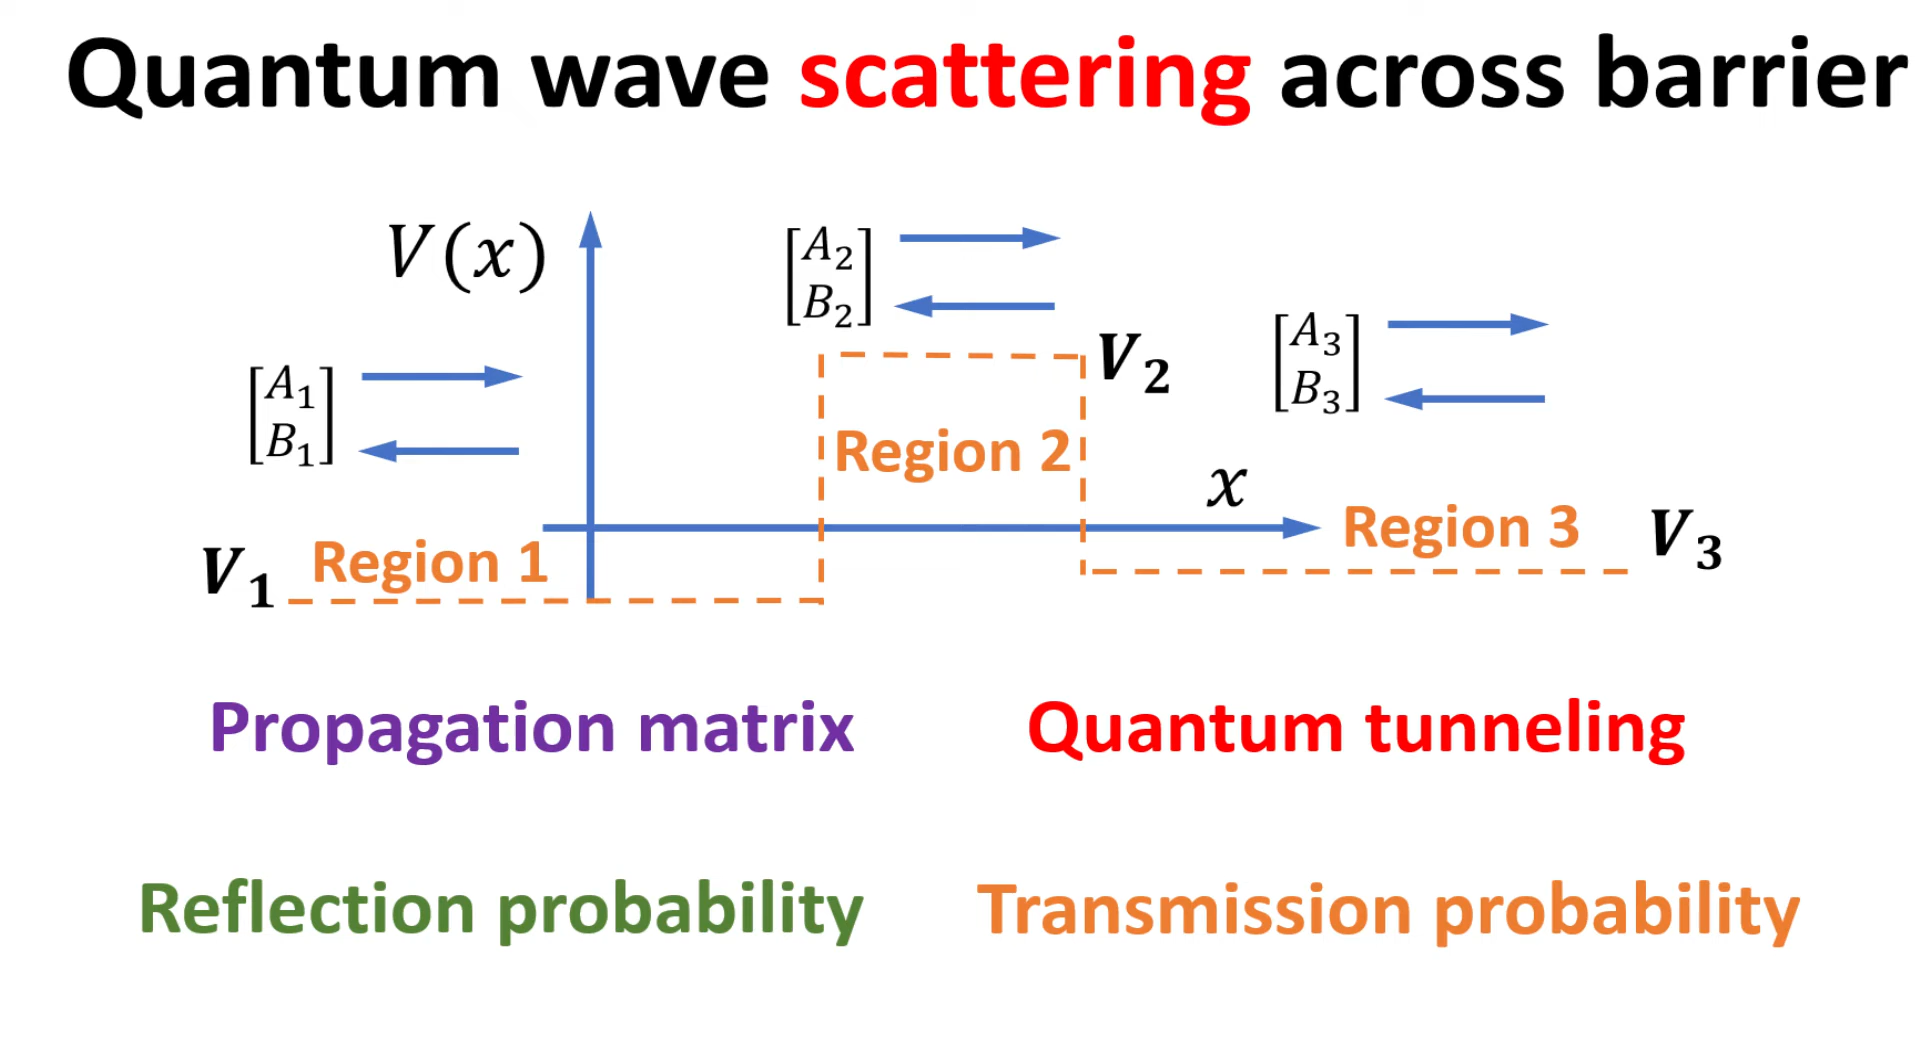 Quantum wave scattering across barrier
V(x)
[A₂
B₂]
V₂
[A₃
B₃]
[A₁
B₁]
Region 2
x
Region 3
V₃
V₁
Region 1
Propagation matrix
Quantum tunneling
Reflection probability
Transmission probability